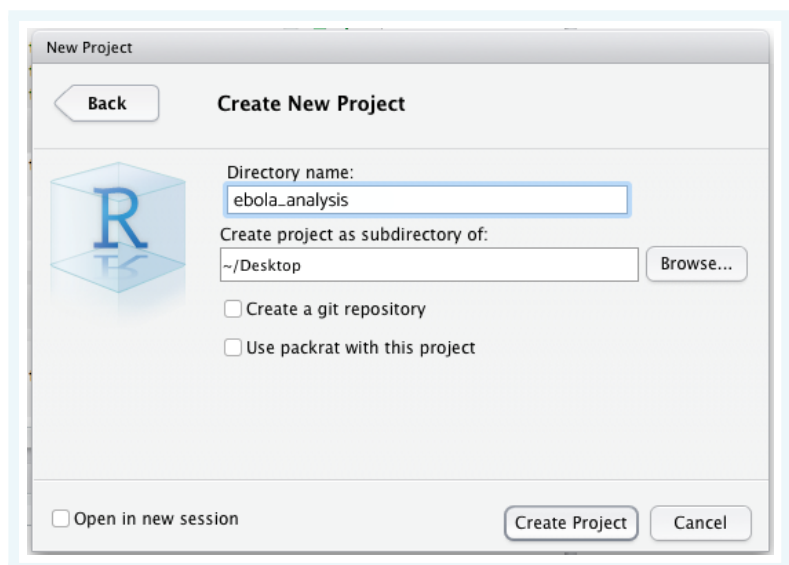 New Project
Back
Create New Project
Directory name:
ebola_analysis
Create project as subdirectory of:
~/Desktop
Browse...
Create a git repository
Use packrat with this project
R
Open in new session
Create Project
Cancel